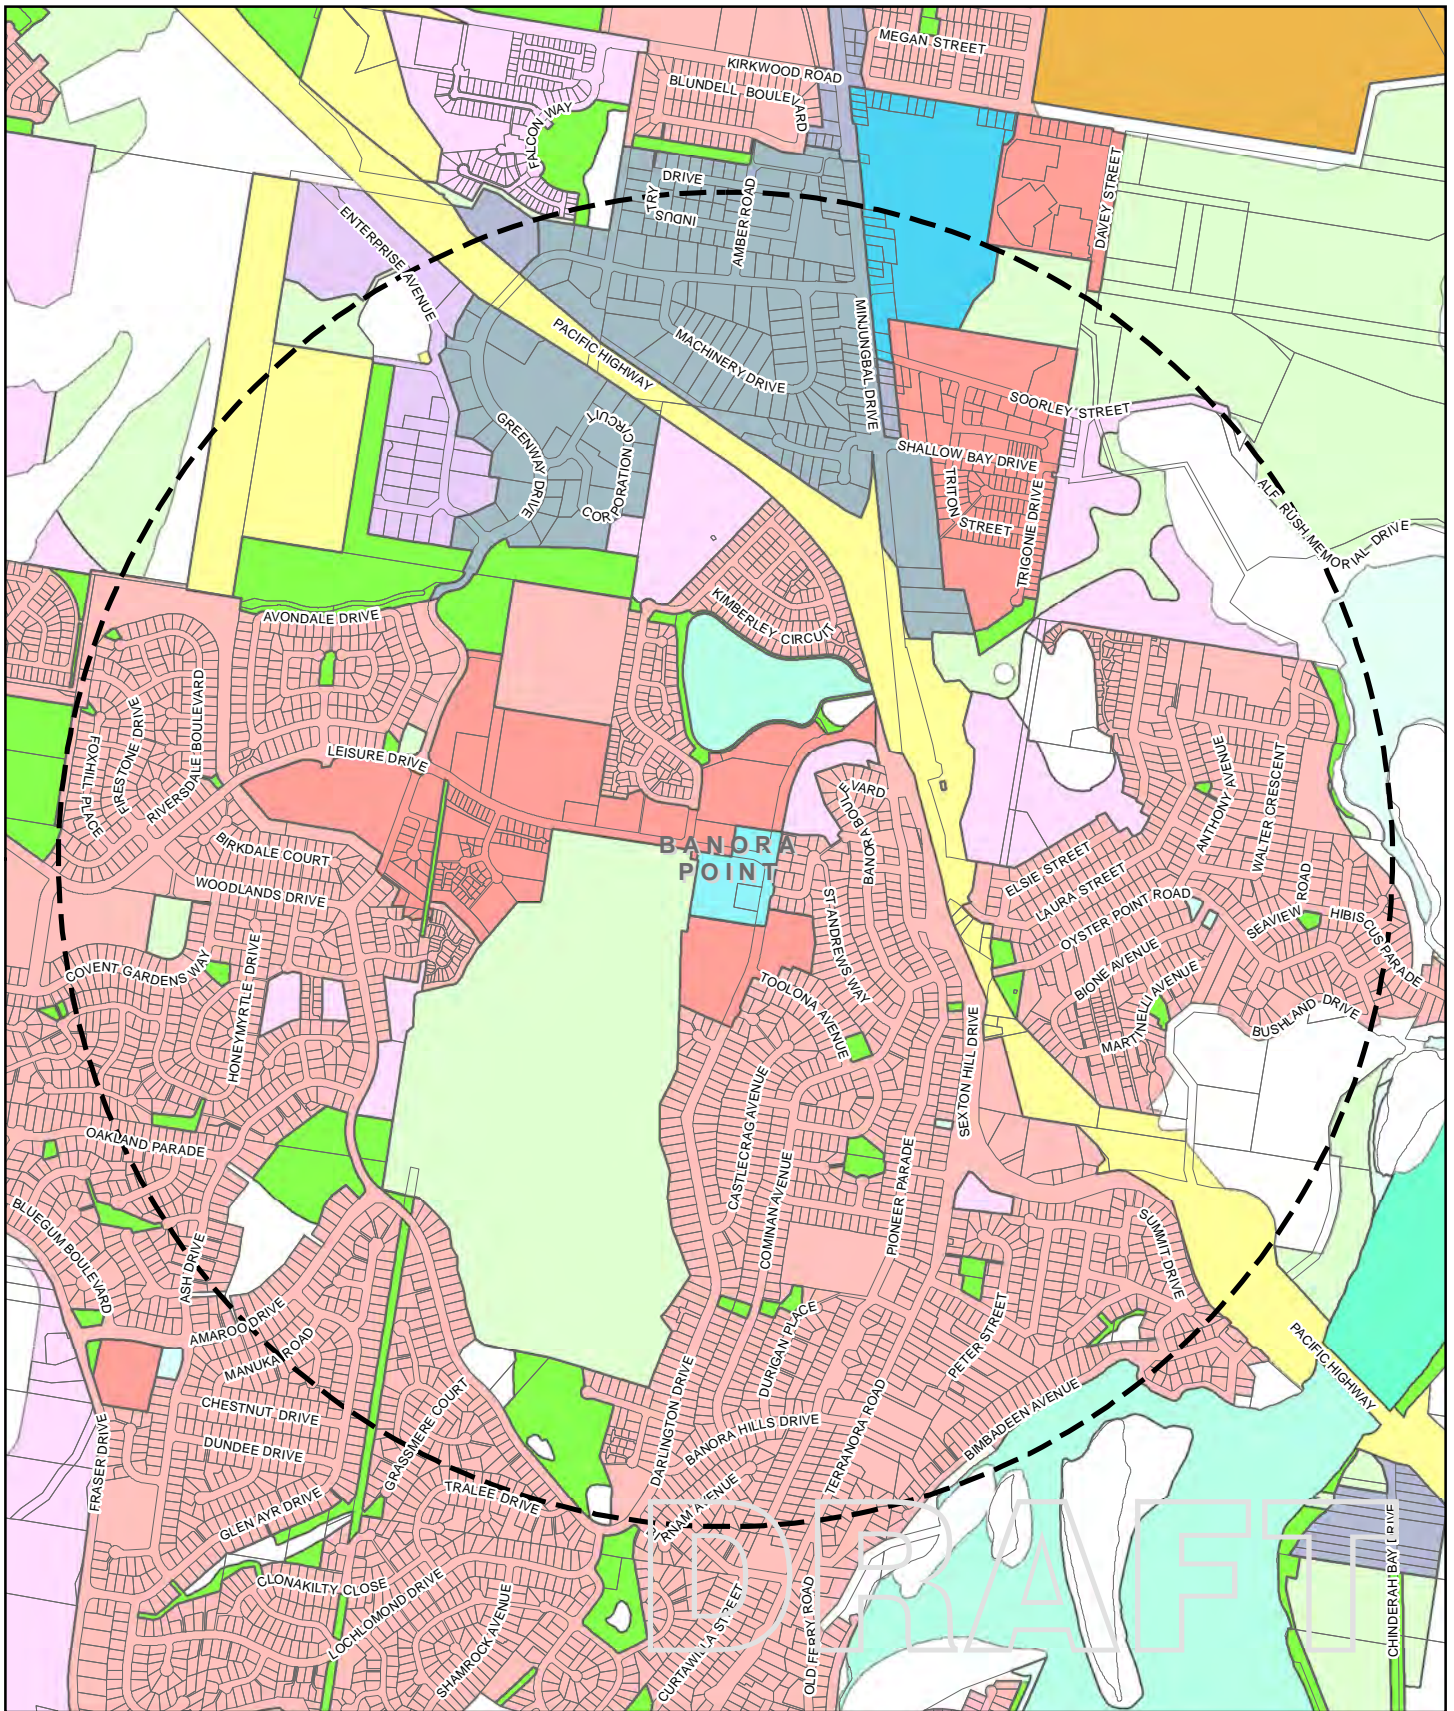 MEGAN STREET
KIRKWOOD ROAD
BLUNDELL BOULEVARD
FALCON WAY
DRIVE
INDUSTRY
AMBER ROAD
DAVEY STREET
ENTERPRISE AVENUE
PACIFIC HIGHWAY
MACHINERY DRIVE
MINJUNGBAL DRIVE
SOORLEY STREET
GREENWAY DRIVE
CORPORATION CIRCUIT
SHALLOW BAY DRIVE
TRITON STREET
TRIGONIE DRIVE
ALF RUSH MEMORIAL DRIVE
AVONDALE DRIVE
KIMBERLEY CIRCUIT
FOXHILL PLACE
FIRESTONE DRIVE
RIVERSDALE BOULEVARD
LEISURE DRIVE
BANORA BOULEVARD
ANTHONY AVENUE
WALTER CRESCENT
BIRKDALE COURT
BANORA
POINT
ELSIE STREET
LAURA STREET
WOODLANDS DRIVE
ST ANDREWS WAY
OYSTER POINT ROAD
SEAVIEW ROAD
HIBISCUS PARADE
COVENT GARDENS WAY
HONEYMYRTLE DRIVE
TOOLONA AVENUE
BIONE AVENUE
MARTINELLI AVENUE
BUSHLAND DRIVE
SEXTON HILL DRIVE
CASTLECRAG AVENUE
OAKLAND PARADE
COMINAN AVENUE
PIONEER PARADE
BLUEGUM BOULEVARD
ASH DRIVE
SUMMIT DRIVE
AMAROO DRIVE
MANUKA ROAD
DURIGAN PLACE
PETER STREET
PACIFIC HIGHWAY
CHESTNUT DRIVE
DUNDEE DRIVE
GRASSMERE COURT
DARLINGTON DRIVE
BANORA HILLS DRIVE
TERRANORA ROAD
BIMBADEEN AVENUE
FRASER DRIVE
GLEN AYR DRIVE
TRALEE DRIVE
DRAFT
CHINDERAH BAY DRIVE
CLONAKILTY CLOSE
LOCHLOMOND DRIVE
SHAMROCK AVENUE
CURTAWILLA STREET
OLD FERRY ROAD